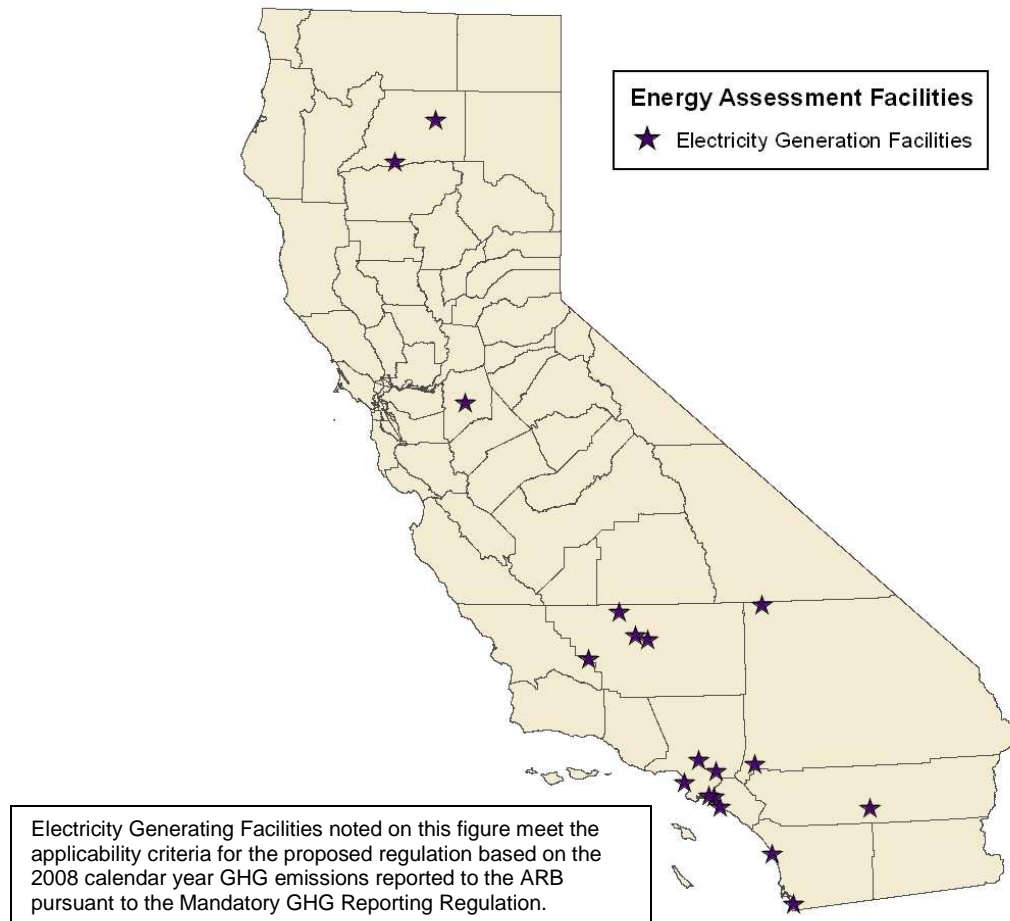 Energy Assessment Facilities
Electricity Generation Facilities
Electricity Generating Facilities noted on this figure meet the
applicability criteria for the proposed regulation based on the
2008 calendar year GHG emissions reported to the ARB
pursuant to the Mandatory GHG Reporting Regulation.